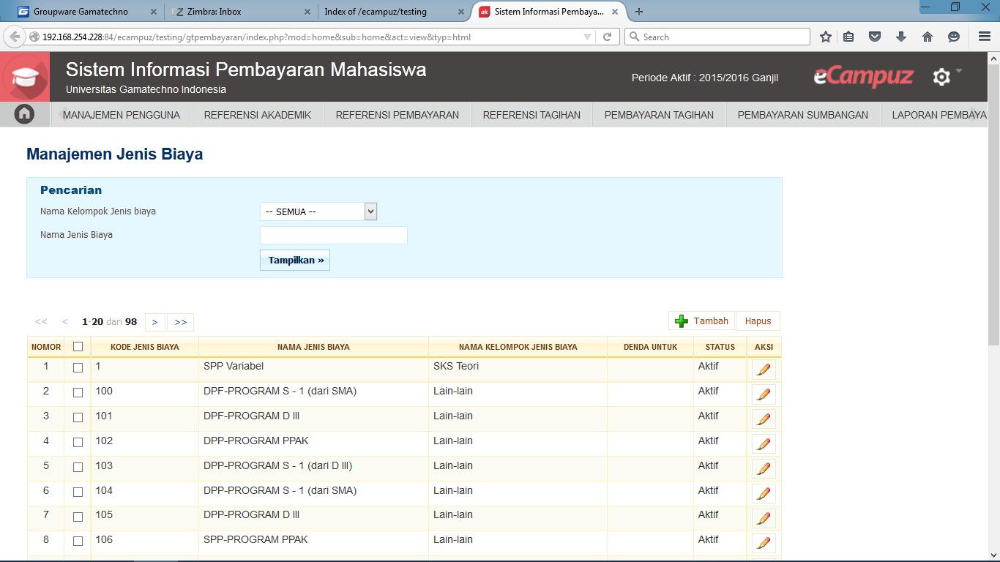 Groupware Gamatechno
Zimbra: Inbox
Index of /ecampuz/testing
ak Sistem Informasi Pembaya...
192.168.254.228:84/ecampuz/testing/gtpembayaran/index.php?mod=home&sub=home&act=view&typ=html
Search
Sistem Informasi Pembayaran Mahasiswa
Universitas Gamatechno Indonesia
Periode Aktif : 2015/2016 Ganjil
eCampuz
MANAJEMEN PENGGUNA REFERENSI AKADEMIK REFERENSI PEMBAYARAN REFERENSI TAGIHAN PEMBAYARAN TAGIHAN PEMBAYARAN SUMBANGAN LAPORAN PEMBAYA
Manajemen Jenis Biaya
Pencarian
Nama Kelompok Jenis biaya -- SEMUA --
Nama Jenis Biaya
Tampilkan »
<< < 1-20 dari 98 > >> Tambah Hapus
NOMOR KODE JENIS BIAYA NAMA JENIS BIAYA NAMA KELOMPOK JENIS BIAYA DENDA UNTUK STATUS AKSI
1 1 SPP Variabel SKS Teori Aktif
2 100 DPF-PROGRAM S - 1 (dari SMA) Lain-lain Aktif
3 101 DPF-PROGRAM D III Lain-lain Aktif
4 102 DPP-PROGRAM PPAK Lain-lain Aktif
5 103 DPP-PROGRAM S - 1 (dari D III) Lain-lain Aktif
6 104 DPP-PROGRAM S - 1 (dari SMA) Lain-lain Aktif
7 105 DPP-PROGRAM D III Lain-lain Aktif
8 106 SPP-PROGRAM PPAK Lain-lain Aktif